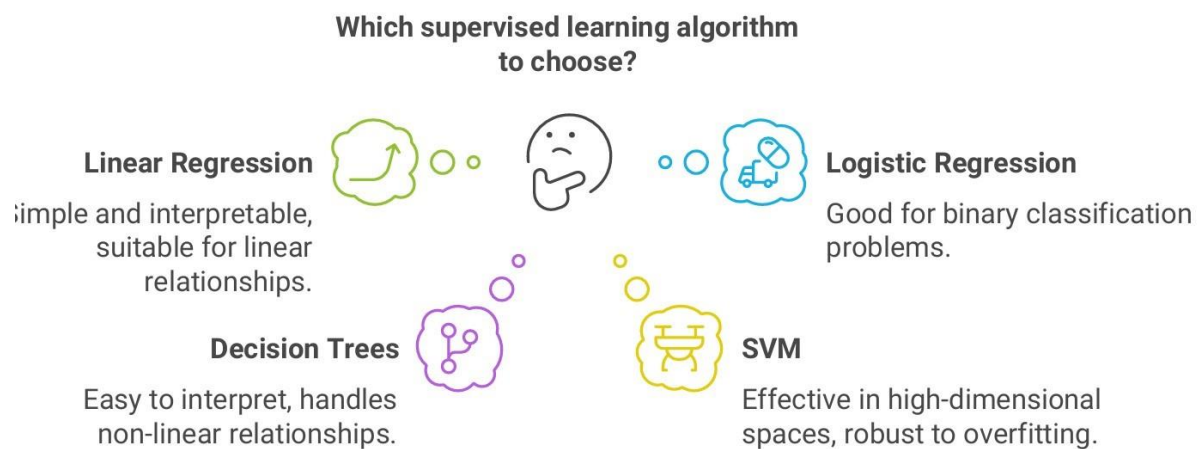 Which supervised learning algorithm
to choose?
Linear Regression
imple and interpretable,
suitable for linear
relationships.
Logistic Regression
Good for binary classification
problems.
Decision Trees
Easy to interpret, handles
non-linear relationships.
SVM
Effective in high-dimensional
spaces, robust to overfitting.